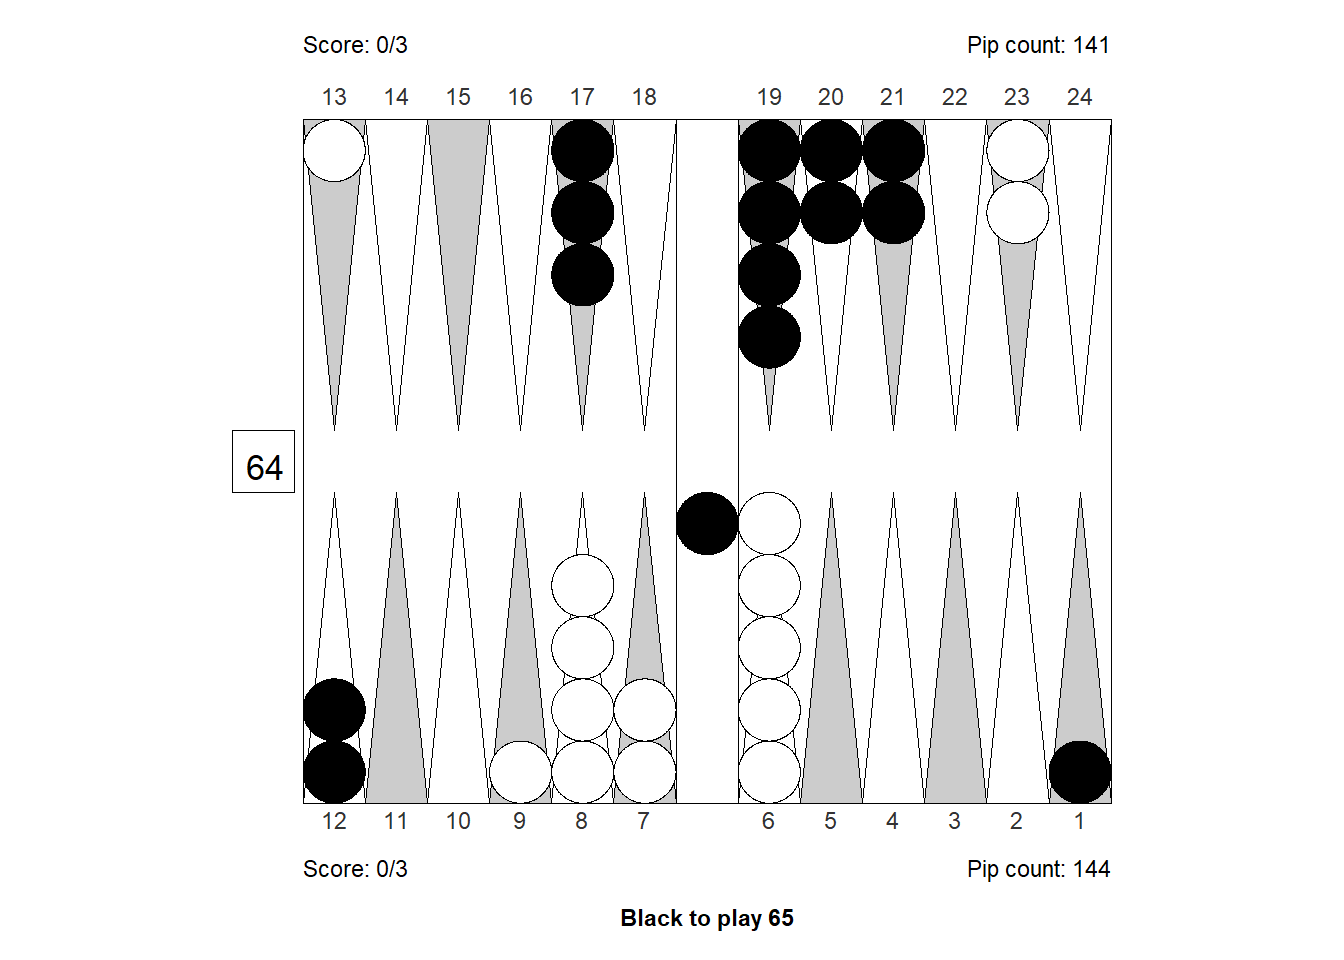 Score: 0/3 Pip count: 141
13 14 15 16 17 18 19 20 21 22 23 24
64
12 11 10 9 8 7 6 5 4 3 2 1
Score: 0/3 Pip count: 144
Black to play 65